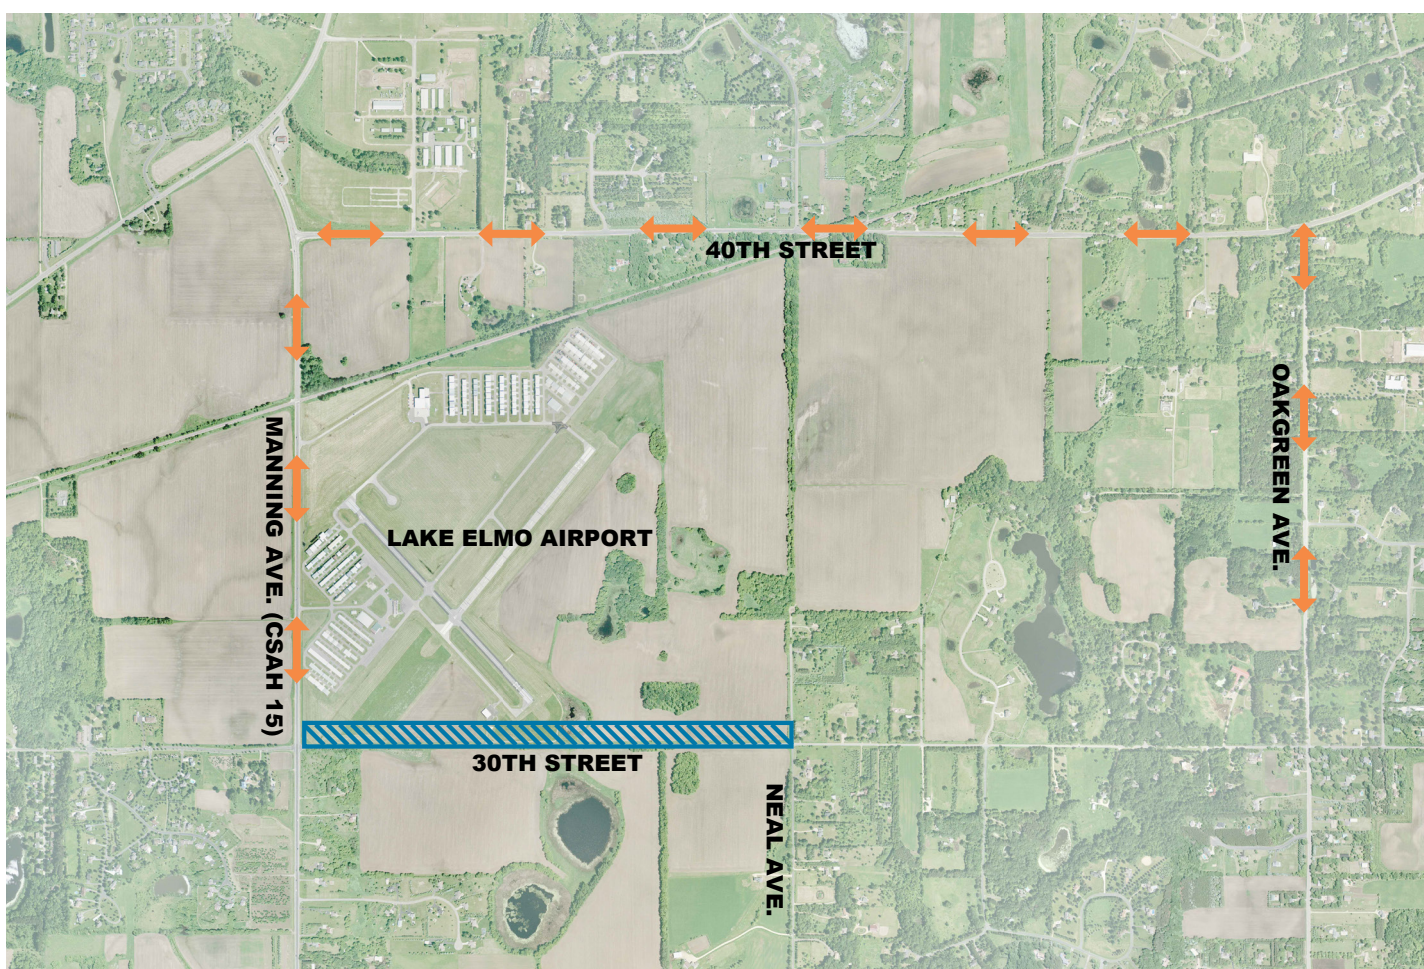 40TH STREET
OAKGREEN AVE.
MANNING AVE. (CSAH 15)
LAKE ELMO AIRPORT
30TH STREET
NEAL AVE.